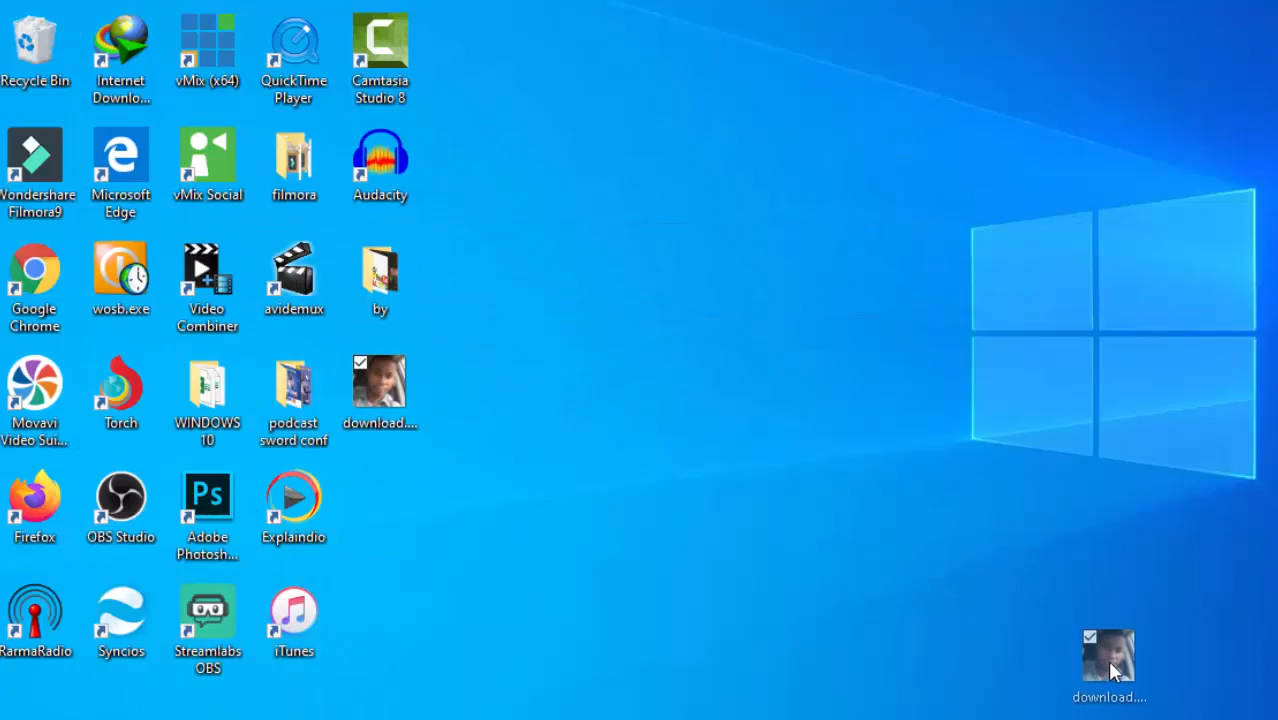 Recycle Bin
Internet
Downlo...
vMix (x64)
QuickTime
Player
Camtasia
Studio 8
C
Wondershare
Filmora9
Microsoft
Edge
vMix Social
filmora
Audacity
Google
Chrome
wosb.exe
Video
Combiner
avidemux
by
Movavi
Video Sui...
Torch
WINDOWS
10
podcast
sword conf
download....
Ps
Firefox
OBS Studio
Adobe
Photosh...
Explaindio
RarmaRadio
Syncios
Streamlabs
OBS
iTunes
download....